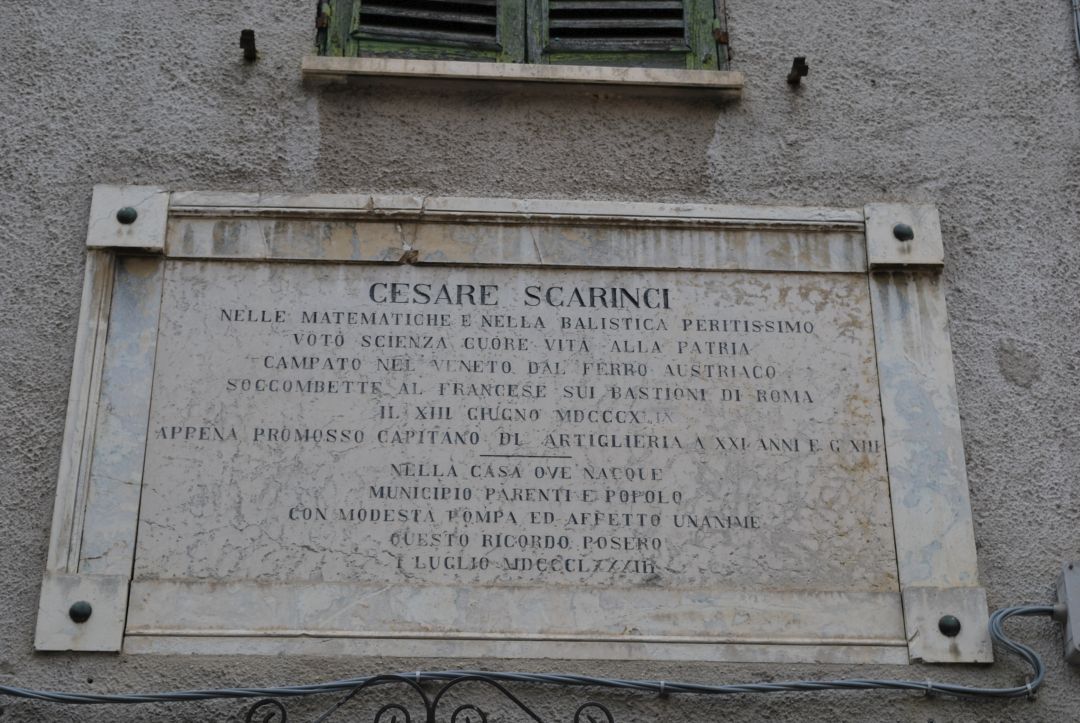 CESARE SCARINCI
NELLE MATEMATICHE E NELLA BALISTICA PERITISSIMO
VOTÒ SCIENZA CUORE VITA ALLA PATRIA
CAMPATO NEL VENETO DAL FERRO AUSTRIACO
SOCCOMBETTE AL FRANCESE SUI BASTIONI DI ROMA
IL XIII GIUGNO MDCCCXLIX
APPENA PROMOSSO CAPITANO DI ARTIGLIERIA A XXI ANNI E G XIII
NELLA CASA OVE NACQUE
MUNICIPIO PARENTI E POPOLO
CON MODESTA POMPA ED AFFETTO UNANIME
QUESTO RICORDO POSERO
I LUGLIO MDCCCLXXXIII